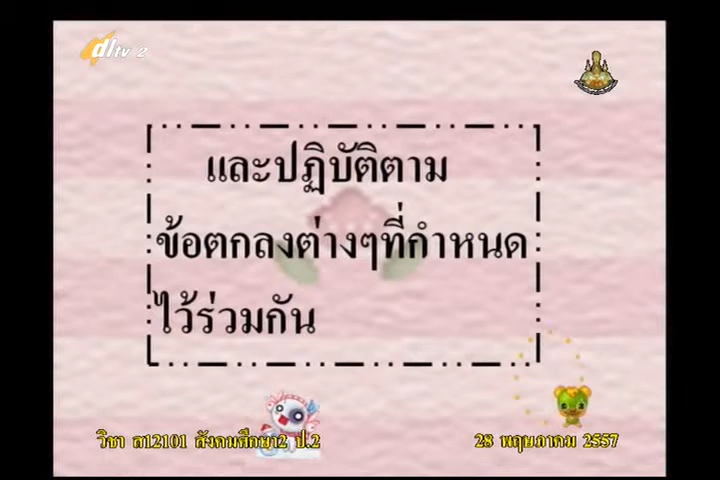 dltv 2
และปฏิบัติตาม
ข้อตกลงต่างๆที่กำหนด
ไว้ร่วมกัน
วิชา ส12101 สังคมศึกษา2 ป.2
28 พฤษภาคม 2557